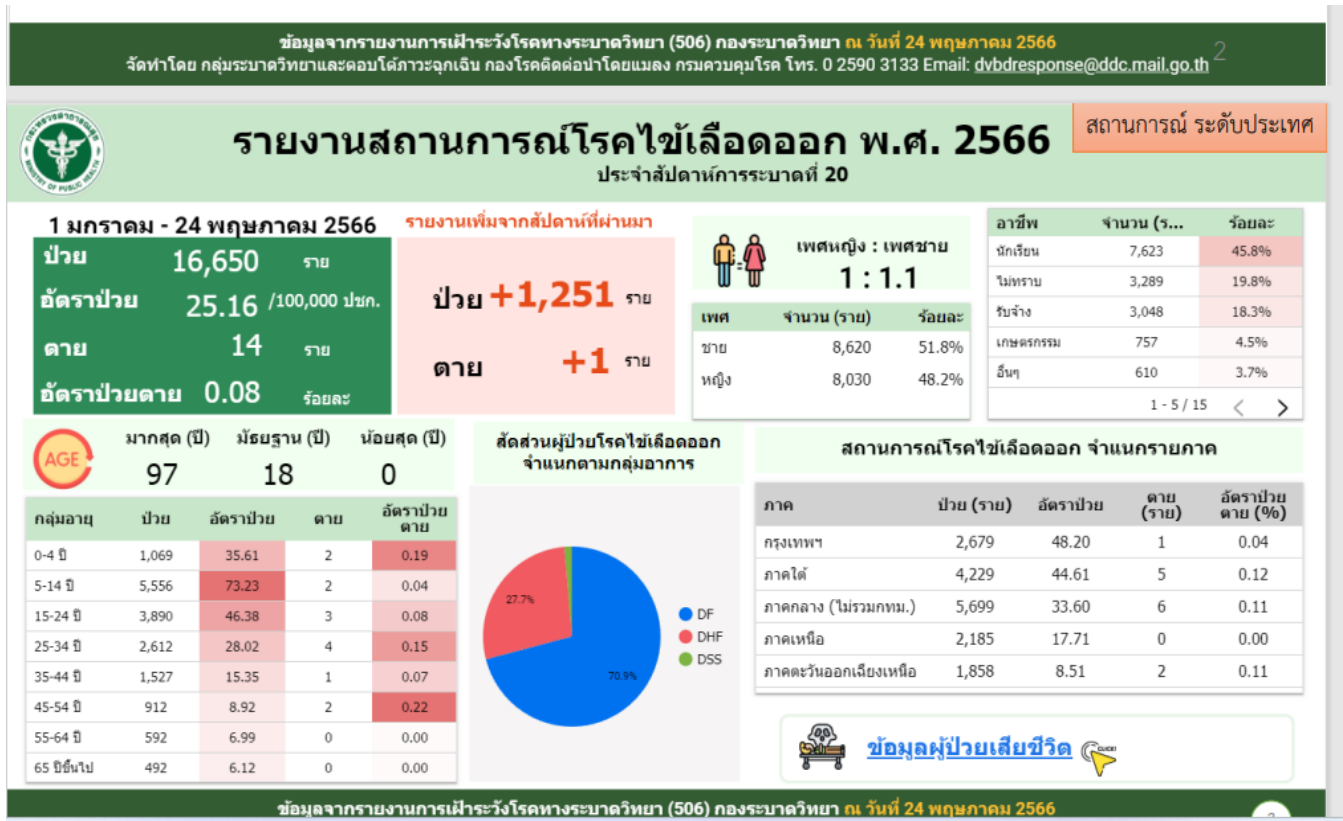 ข้อมูลจากรายงานการเฝ้าระวังโรคทางระบาดวิทยา (506) กองระบาดวิทยา ณ วันที่ 24 พฤษภาคม 2566
จัดทำโดย กลุ่มระบาดวิทยาและตอบโต้ภาวะฉุกเฉิน กองโรคติดต่อนำโดยแมลง กรมควบคุมโรค โทร. 0 2590 3133 Email: dvbdresponse@ddc.mail.go.th
2
สถานการณ์ ระดับประเทศ
รายงานสถานการณ์โรคไข้เลือดออก พ.ศ. 2566
ประจำสัปดาห์การระบาดที่ 20
กระทรวงสาธารณสุข
MINISTRY OF PUBLIC HEALTH
1 มกราคม - 24 พฤษภาคม 2566
ป่วย 16,650 ราย
อัตราป่วย 25.16 /100,000 ปชก.
ตาย 14 ราย
อัตราป่วยตาย 0.08 ร้อยละ
รายงานเพิ่มจากสัปดาห์ที่ผ่านมา
ป่วย +1,251 ราย
ตาย +1 ราย
เพศหญิง : เพศชาย
1 : 1.1
เพศ จำนวน (ราย) ร้อยละ
ชาย 8,620 51.8%
หญิง 8,030 48.2%
อาชีพ จำนวน (ร... ร้อยละ
นักเรียน 7,623 45.8%
ไม่ทราบ 3,289 19.8%
รับจ้าง 3,048 18.3%
เกษตรกรรม 757 4.5%
อื่นๆ 610 3.7%
1 - 5 / 15 < >
AGE
มากสุด (ปี) มัธยฐาน (ปี) น้อยสุด (ปี)
97 18 0
กลุ่มอายุ ป่วย อัตราป่วย ตาย อัตราป่วยตาย
0-4 ปี 1,069 35.61 2 0.19
5-14 ปี 5,556 73.23 2 0.04
15-24 ปี 3,890 46.38 3 0.08
25-34 ปี 2,612 28.02 4 0.15
35-44 ปี 1,527 15.35 1 0.07
45-54 ปี 912 8.92 2 0.22
55-64 ปี 592 6.99 0 0.00
65 ปีขึ้นไป 492 6.12 0 0.00
สัดส่วนผู้ป่วยโรคไข้เลือดออก
จำแนกตามกลุ่มอาการ
27.7%
70.9%
DF
DHF
DSS
สถานการณ์โรคไข้เลือดออก จำแนกรายภาค
ภาค ป่วย (ราย) อัตราป่วย ตาย (ราย) อัตราป่วยตาย (%)
กรุงเทพฯ 2,679 48.20 1 0.04
ภาคใต้ 4,229 44.61 5 0.12
ภาคกลาง (ไม่รวมกทม.) 5,699 33.60 6 0.11
ภาคเหนือ 2,185 17.71 0 0.00
ภาคตะวันออกเฉียงเหนือ 1,858 8.51 2 0.11
ข้อมูลผู้ป่วยเสียชีวิต
CLICK!
ข้อมูลจากรายงานการเฝ้าระวังโรคทางระบาดวิทยา (506) กองระบาดวิทยา ณ วันที่ 24 พฤษภาคม 2566